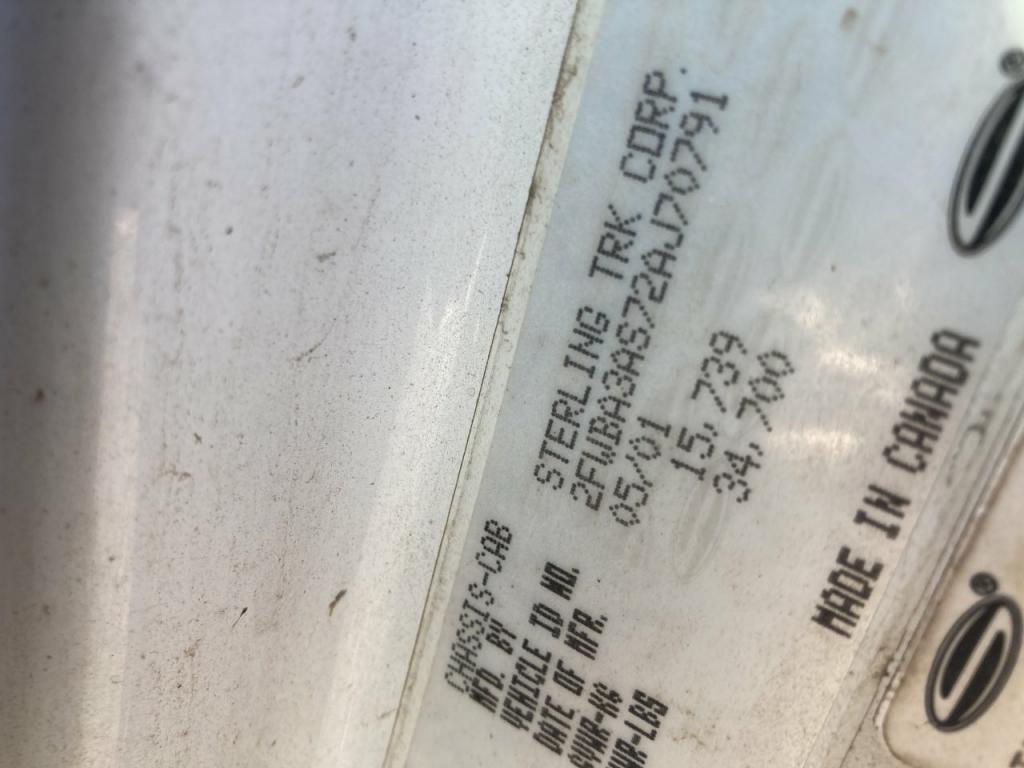 CHASSIS-CAB
MFD. BY STERLING TRK CORP.
VEHICLE ID NO. 2FWBA3AS72AJ70791
DATE OF MFR. 05/01
GVWR-KG 15,739
WR-LBS 34,700
MADE IN CANADA
®
®